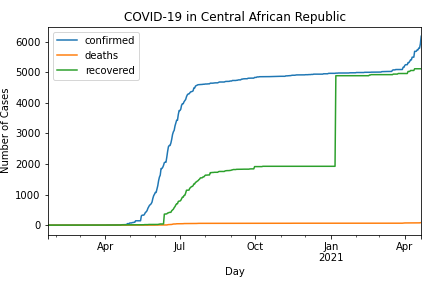 COVID-19 in Central African Republic
confirmed
deaths
recovered
Number of Cases
6000
5000
4000
3000
2000
1000
0
Apr
Jul
Oct
Jan
2021
Apr
Day